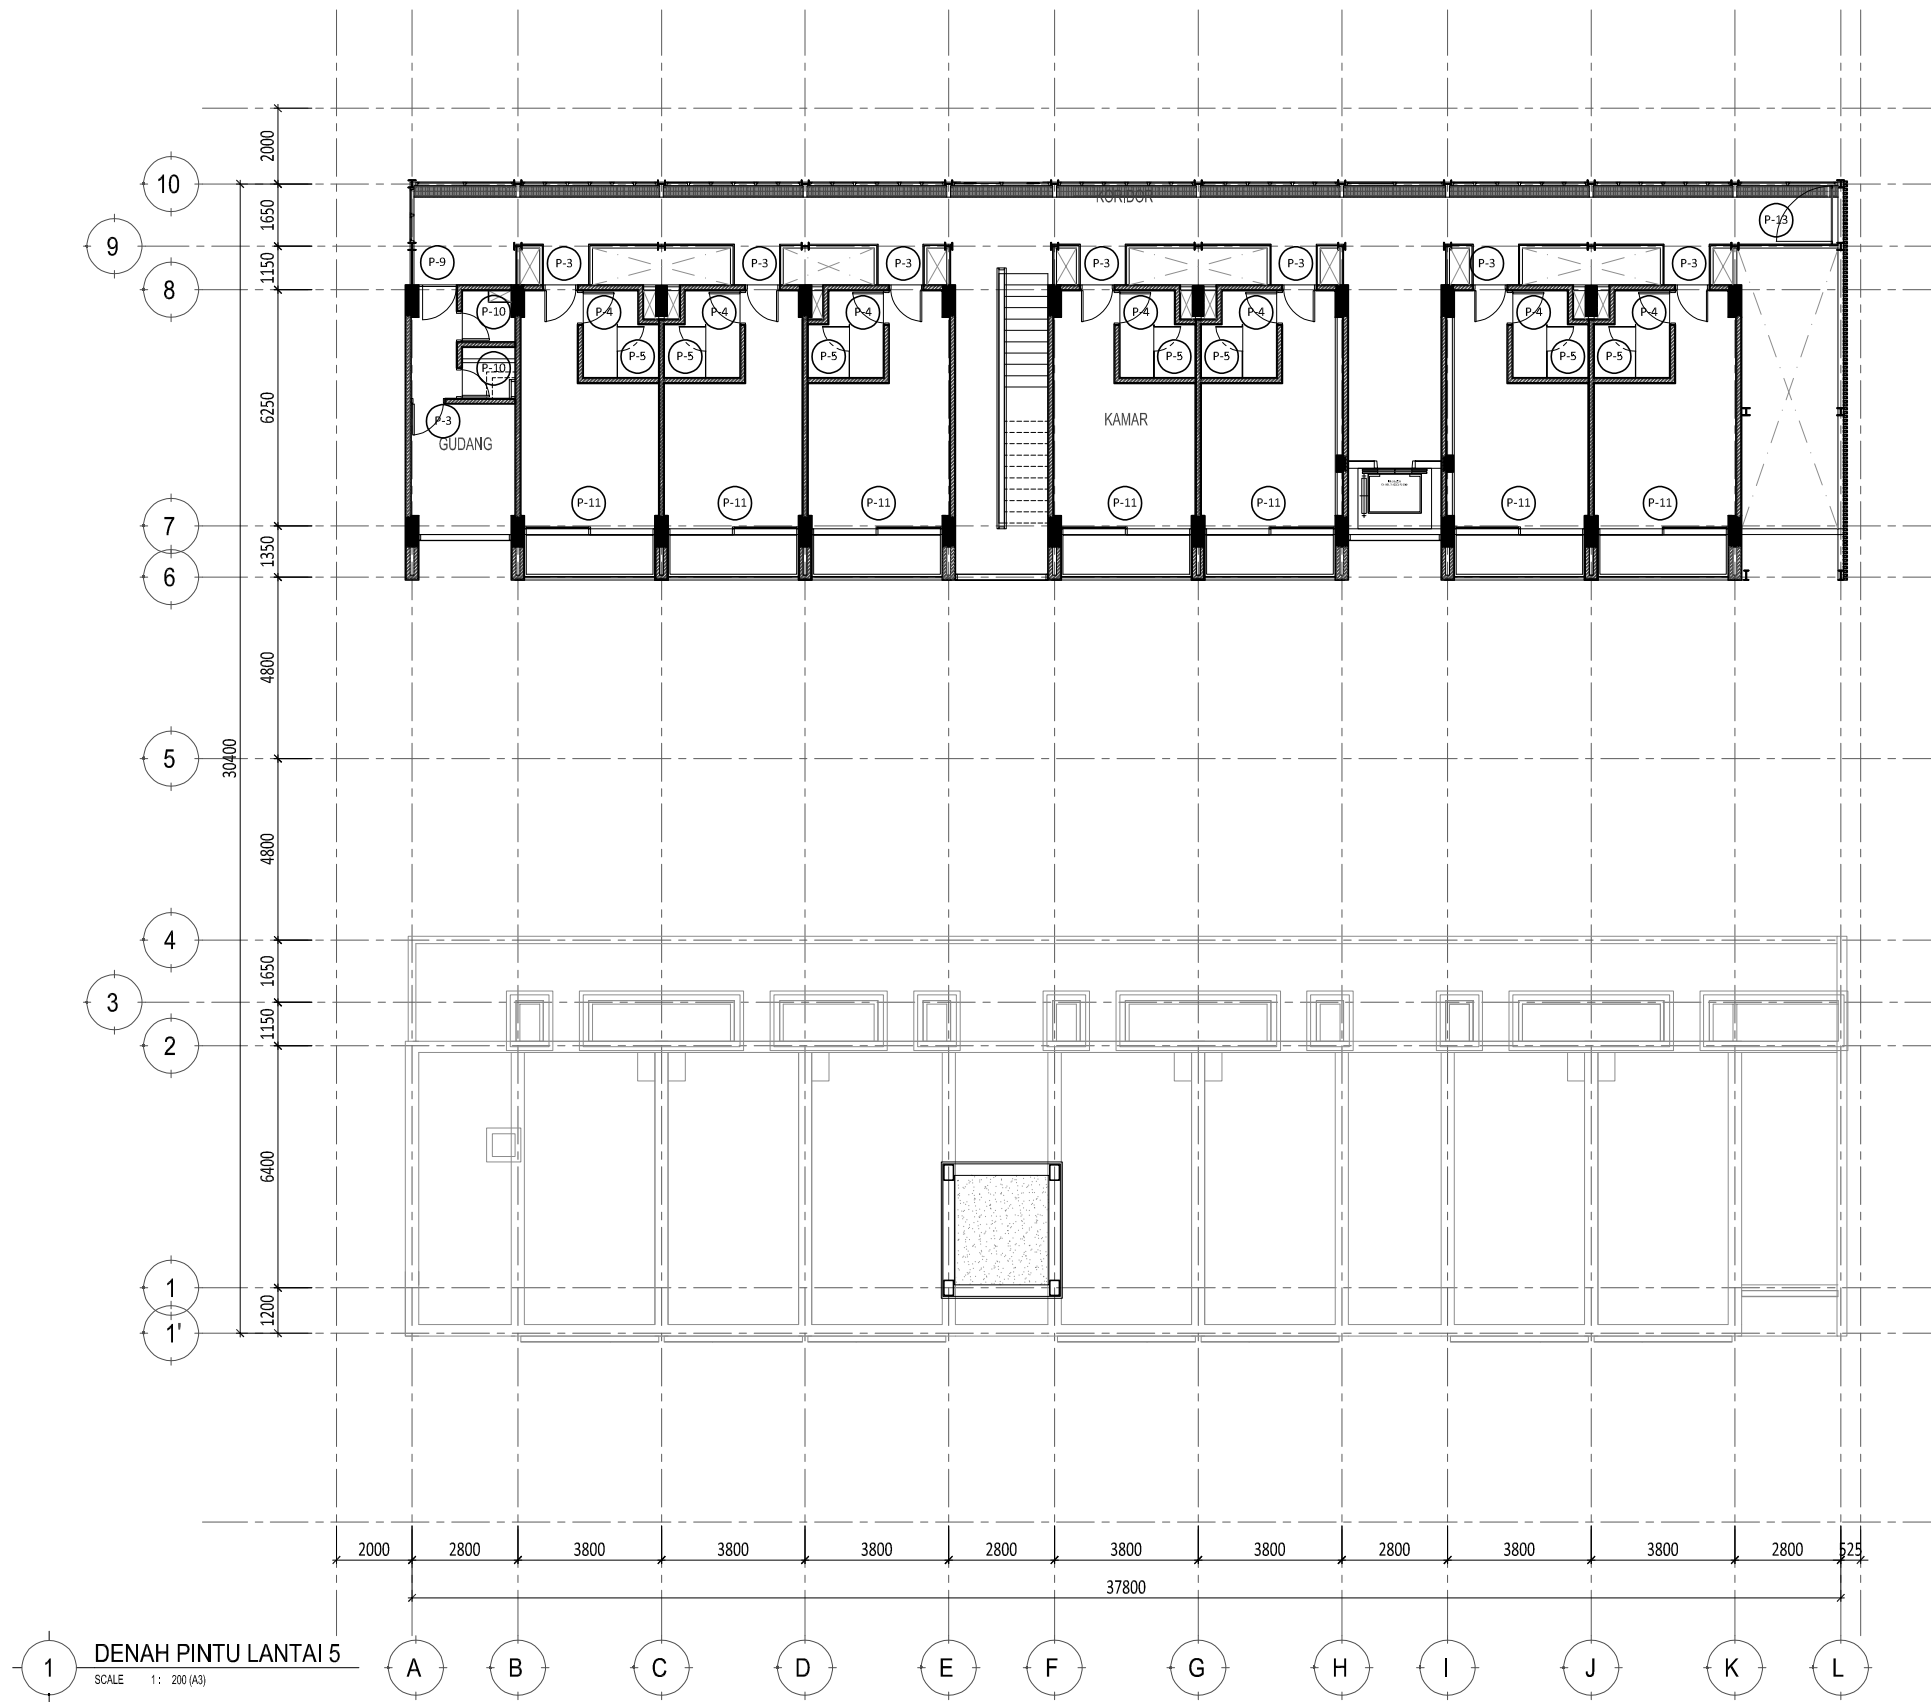 2000
10
1650
KORIDOR
P-13
9
1150
P-9
P-3
P-3
P-3
P-3
P-3
P-3
P-3
8
P-10
P-4
P-4
P-4
P-4
P-4
P-4
P-4
P-5
P-5
P-5
P-5
P-5
P-5
P-5
P-10
6250
P-3
GUDANG
KAMAR
P-11
P-11
P-11
P-11
P-11
P-11
P-11
7
1350
6
4800
5
30400
4800
4
1650
3
1150
2
6400
1
1200
1'
2000 2800 3800 3800 3800 2800 3800 3800 2800 3800 3800 2800 525
37800
1 DENAH PINTU LANTAI 5
SCALE 1 : 200 (A3)
A B C D E F G H I J K L